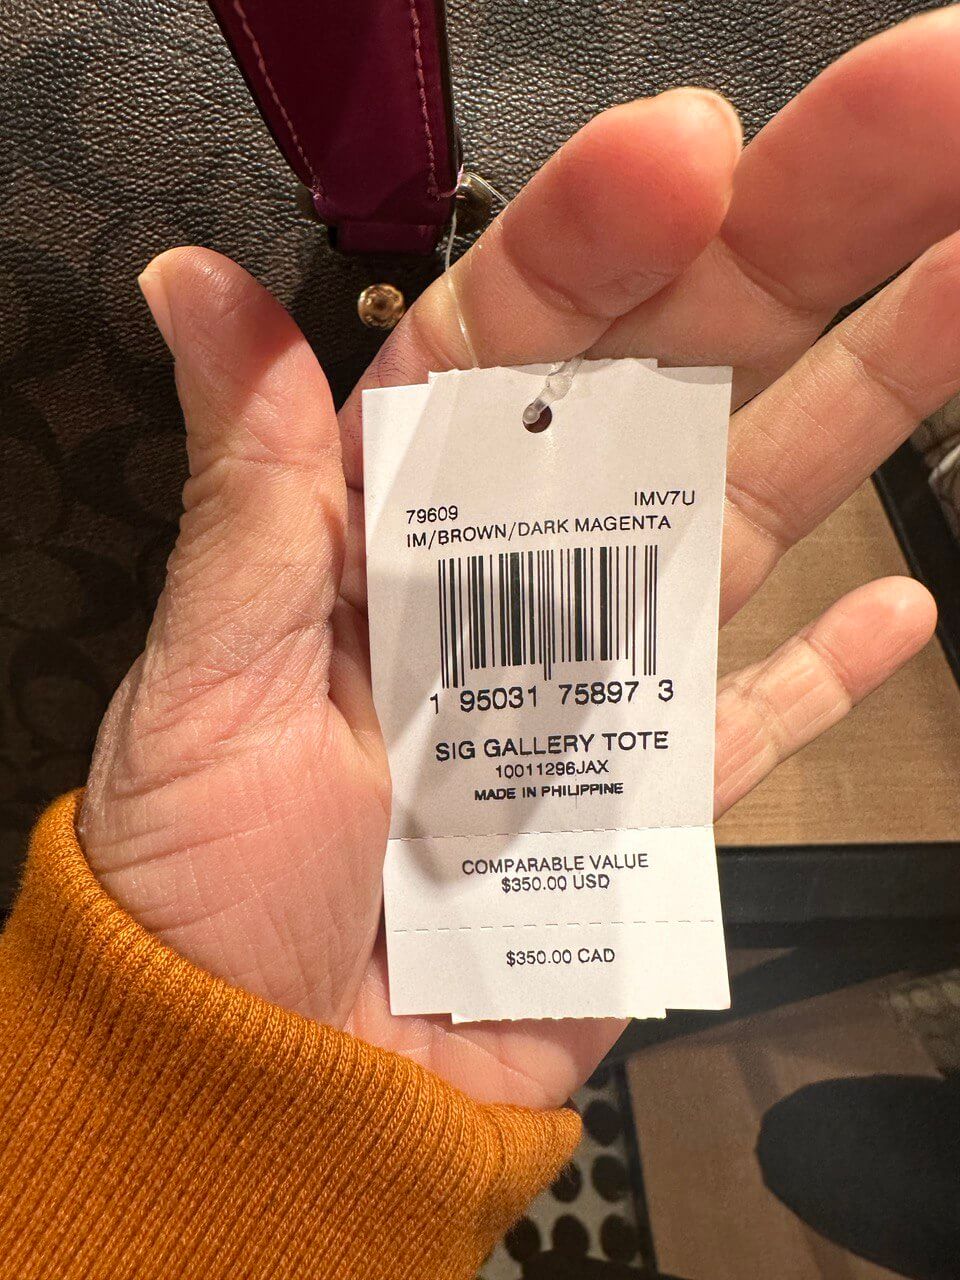 79609 IMV7U
IM/BROWN/DARK MAGENTA
1 95031 75897 3
SIG GALLERY TOTE
10011296JAX
MADE IN PHILIPPINE
COMPARABLE VALUE
$350.00 USD
$350.00 CAD